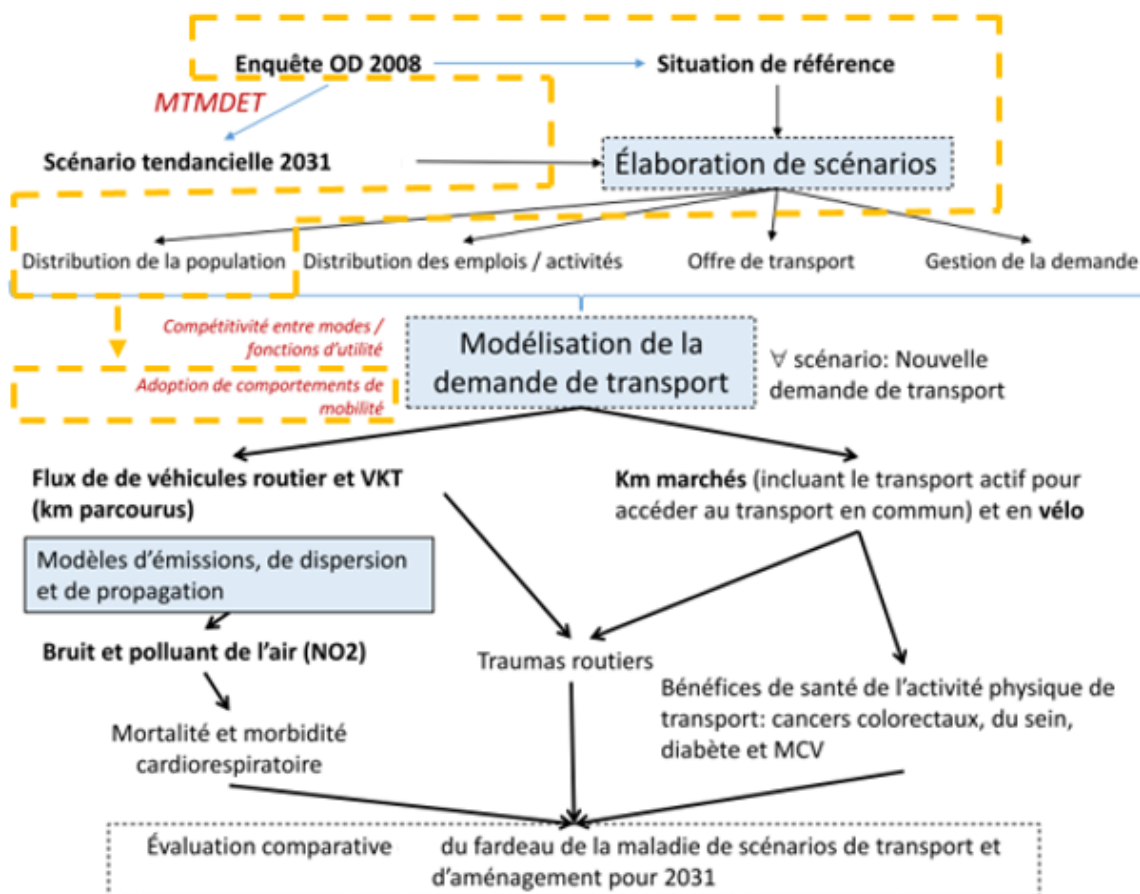 Enquête OD 2008
Situation de référence
MTMDET
Scénario tendancielle 2031
Élaboration de scénarios
Distribution de la population
Distribution des emplois / activités
Offre de transport
Gestion de la demande
Compétitivité entre modes /
fonctions d'utilité
Adoption de comportements de
mobilité
Modélisation de la
demande de transport
∀ scénario: Nouvelle
demande de transport
Flux de de véhicules routier et VKT
(km parcourus)
Km marchés (incluant le transport actif pour
accéder au transport en commun) et en vélo
Modèles d'émissions, de dispersion
et de propagation
Bruit et polluant de l'air (NO2)
Traumas routiers
Bénéfices de santé de l'activité physique de
transport: cancers colorectaux, du sein,
diabète et MCV
Mortalité et morbidité
cardiorespiratoire
Évaluation comparative du fardeau de la maladie de scénarios de transport et
d'aménagement pour 2031